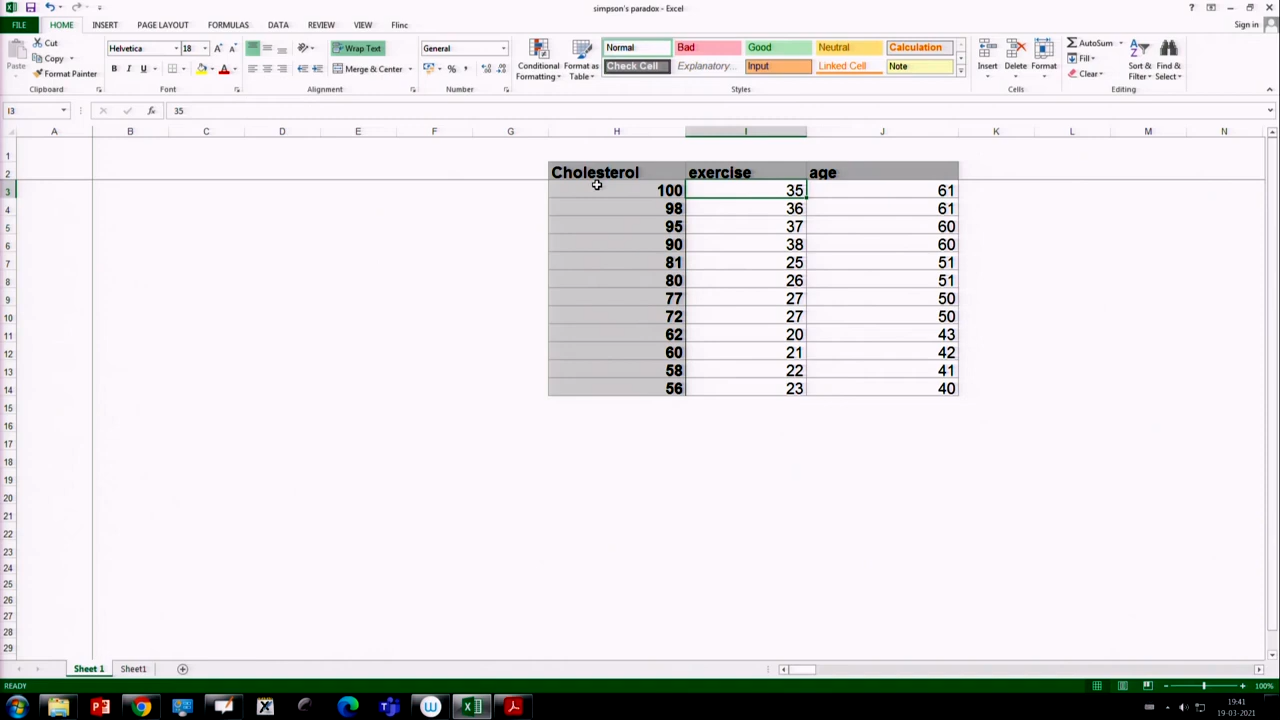 simpson's paradox - Excel
Sign in
FILE HOME INSERT PAGE LAYOUT FORMULAS DATA REVIEW VIEW Flinc
Paste
Cut
Copy
Format Painter
Clipboard
Helvetica 18
B I U
Font
Wrap Text
Merge & Center
Alignment
General
Number
Conditional Formatting
Format as Table
Normal Bad Good Neutral Calculation
Check Cell Explanatory... Input Linked Cell Note
Styles
Insert Delete Format
Cells
AutoSum
Fill
Clear
Sort & Filter
Find & Select
Editing
I3 fx 35
A B C D E F G H I J K L M N
1
2 Cholesterol exercise age
3 100 35 61
4 98 36 61
5 95 37 60
6 90 38 60
7 81 25 51
8 80 26 51
9 77 27 50
10 72 27 50
11 62 20 43
12 60 21 42
13 58 22 41
14 56 23 40
15
16
17
18
19
20
21
22
23
24
25
26
27
28
29
Sheet 1 Sheet1
READY 100%
19:41
19-03-2021